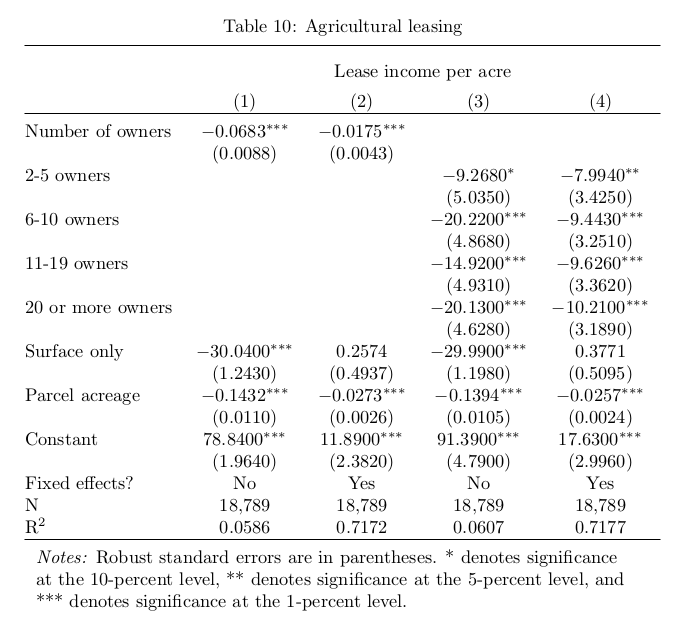 Table 10: Agricultural leasing
Lease income per acre
(1) (2) (3) (4)
Number of owners −0.0683*** −0.0175***
(0.0088) (0.0043)
2-5 owners −9.2680* −7.9940**
(5.0350) (3.4250)
6-10 owners −20.2200*** −9.4430***
(4.8680) (3.2510)
11-19 owners −14.9200*** −9.6260***
(4.9310) (3.3620)
20 or more owners −20.1300*** −10.2100***
(4.6280) (3.1890)
Surface only −30.0400*** 0.2574 −29.9900*** 0.3771
(1.2430) (0.4937) (1.1980) (0.5095)
Parcel acreage −0.1432*** −0.0273*** −0.1394*** −0.0257***
(0.0110) (0.0026) (0.0105) (0.0024)
Constant 78.8400*** 11.8900*** 91.3900*** 17.6300***
(1.9640) (2.3820) (4.7900) (2.9960)
Fixed effects? No Yes No Yes
N 18,789 18,789 18,789 18,789
R² 0.0586 0.7172 0.0607 0.7177
Notes: Robust standard errors are in parentheses. * denotes significance
at the 10-percent level, ** denotes significance at the 5-percent level, and
*** denotes significance at the 1-percent level.